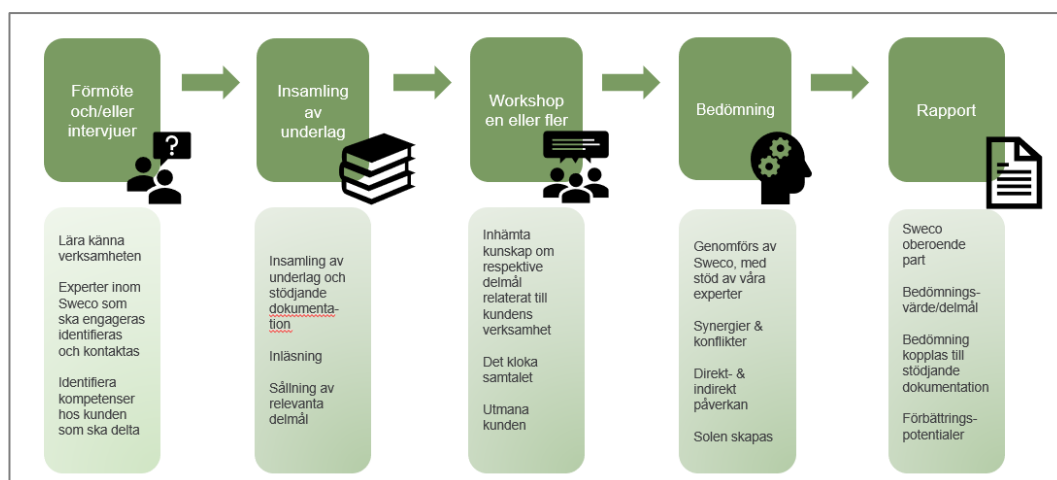 Förmöte
och/eller
intervjuer
?
Insamling
av
underlag
Workshop
en eller fler
Bedömning
Rapport
Lära känna
verksamheten
Experter inom
Sweco som
ska engageras
identifieras
och kontaktas
Identifiera
kompetenser
hos kunden
som ska delta
Insamling av
underlag och
stödjande
dokumenta-
tion
Inläsning
Sållning av
relevanta
delmål
Inhämta
kunskap om
respektive
delmål
relaterat till
kundens
verksamhet
Det kloka
samtalet
Utmana
kunden
Genomförs av
Sweco, med
stöd av våra
experter
Synergier &
konflikter
Direkt- &
indirekt
påverkan
Solen skapas
Sweco
oberoende
part
Bedömnings-
värde/delmål
Bedömning
kopplas till
stödjande
dokumentation
Förbättrings-
potentialer